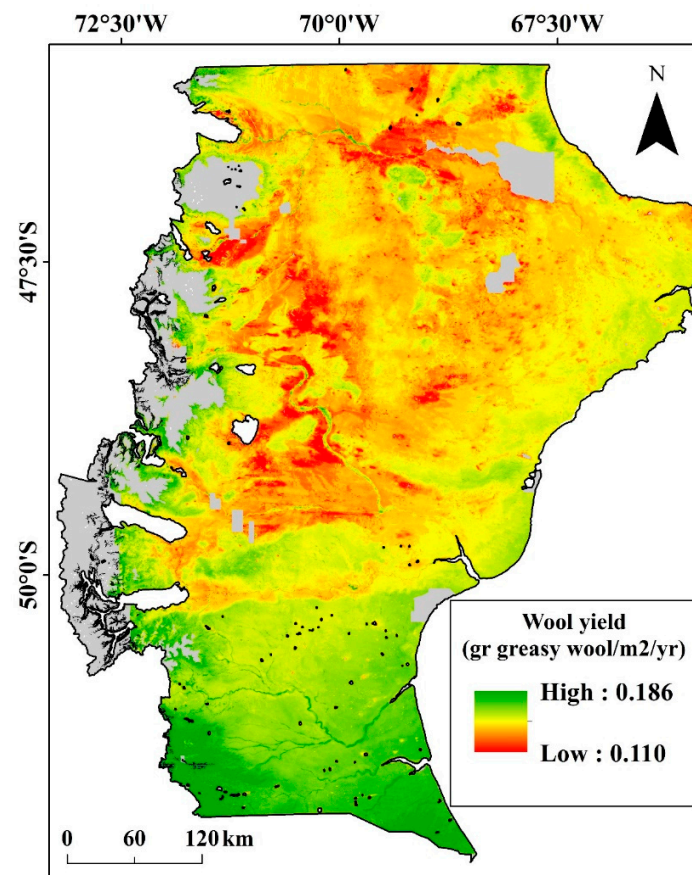 72°30'W 70°0'W 67°30'W
N
47°30'S
50°0'S
Wool yield
(gr greasy wool/m2/yr)
High : 0.186
Low : 0.110
0 60 120 km